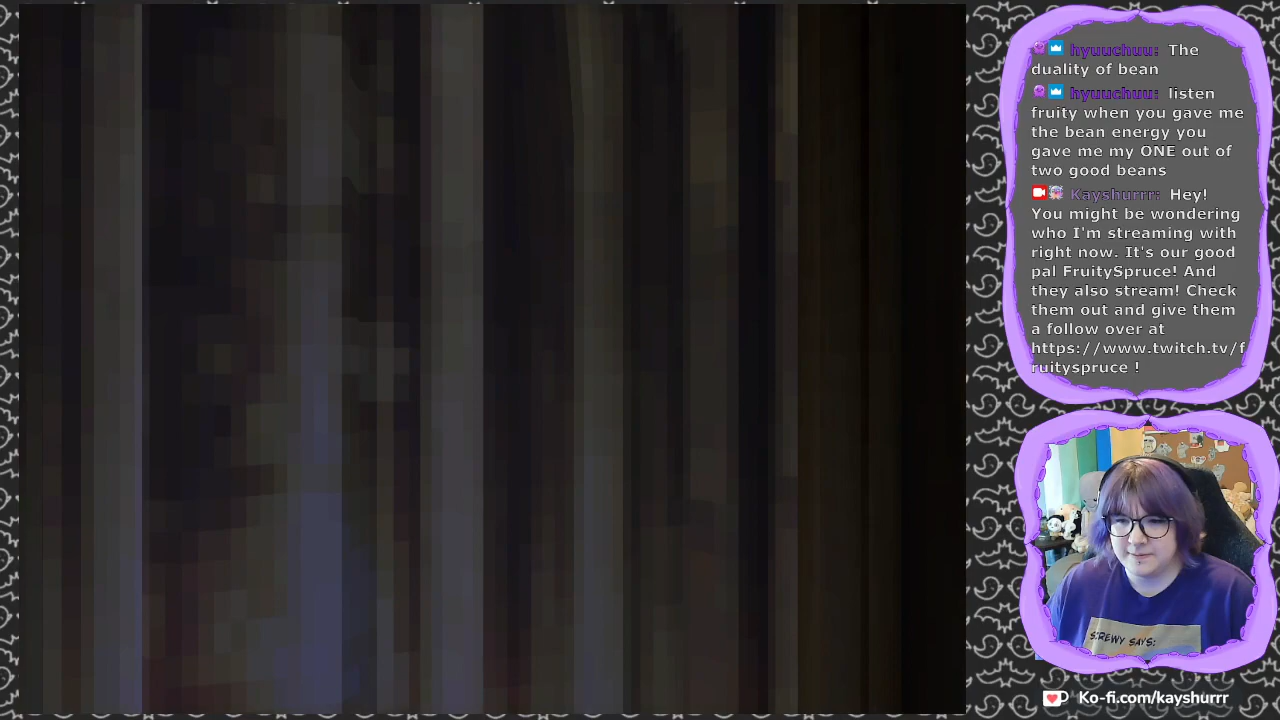 hyuuchuu: The
duality of bean
hyuuchuu: listen
fruity when you gave me
the bean energy you
gave me my ONE out of
two good beans
Kayshurrr: Hey!
You might be wondering
who I'm streaming with
right now. It's our good
pal FruitySpruce! And
they also stream! Check
them out and give them
a follow over at
https://www.twitch.tv/f
ruityspruce !
SCREWY SAYS:
Ko-fi.com/kayshurrr